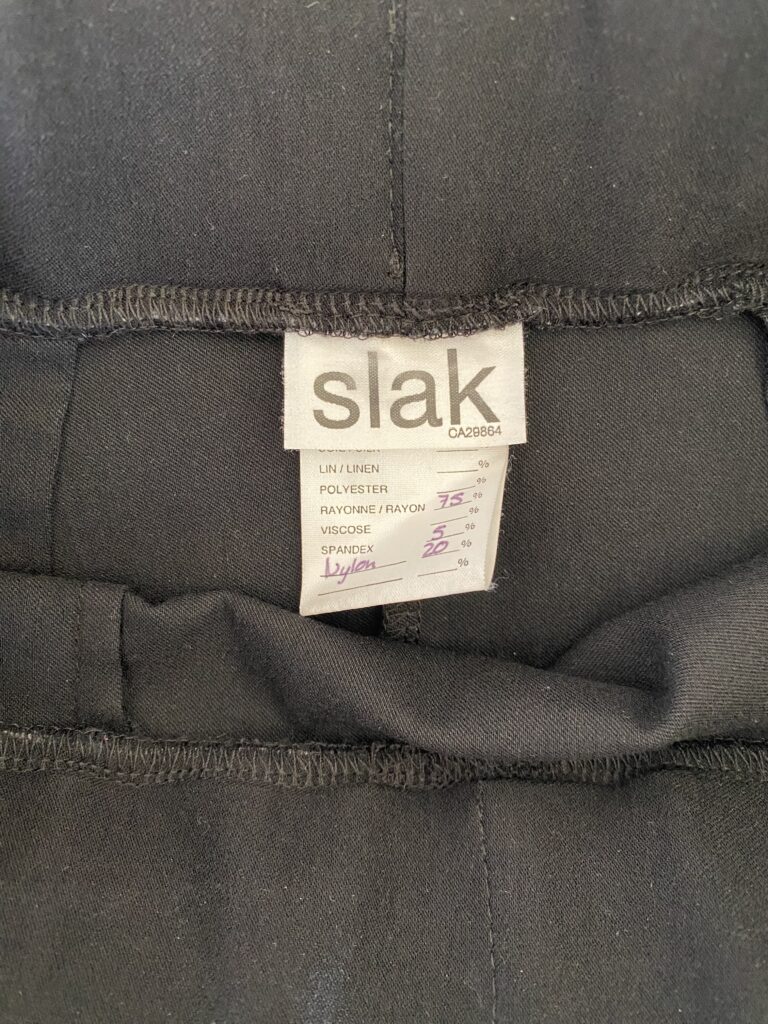 slak
CA29864
LIN / LINEN %
POLYESTER %
RAYONNE / RAYON 75 %
VISCOSE %
SPANDEX 5 %
Nylon 20 %
%